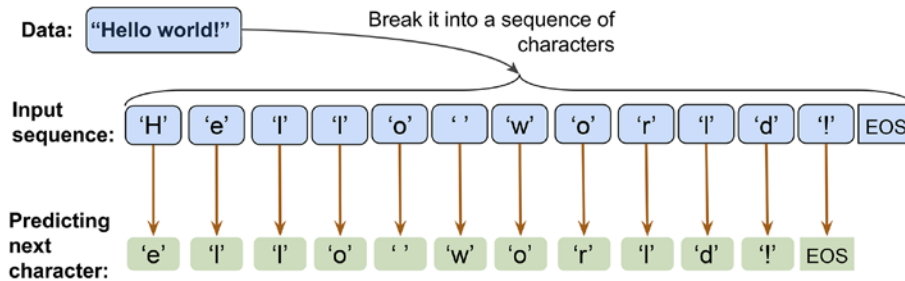 Data: “Hello world!” Break it into a sequence of
characters
Input
sequence: ‘H’ ‘e’ ‘l’ ‘l’ ‘o’ ‘ ’ ‘w’ ‘o’ ‘r’ ‘l’ ‘d’ ‘!’ EOS
Predicting
next
character: ‘e’ ‘l’ ‘l’ ‘o’ ‘ ’ ‘w’ ‘o’ ‘r’ ‘l’ ‘d’ ‘!’ EOS